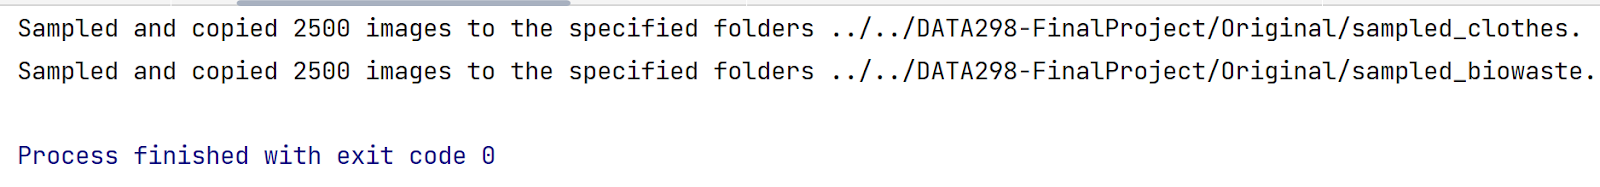 Sampled and copied 2500 images to the specified folders ../../DATA298-FinalProject/Original/sampled_clothes.
Sampled and copied 2500 images to the specified folders ../../DATA298-FinalProject/Original/sampled_biowaste.
Process finished with exit code 0